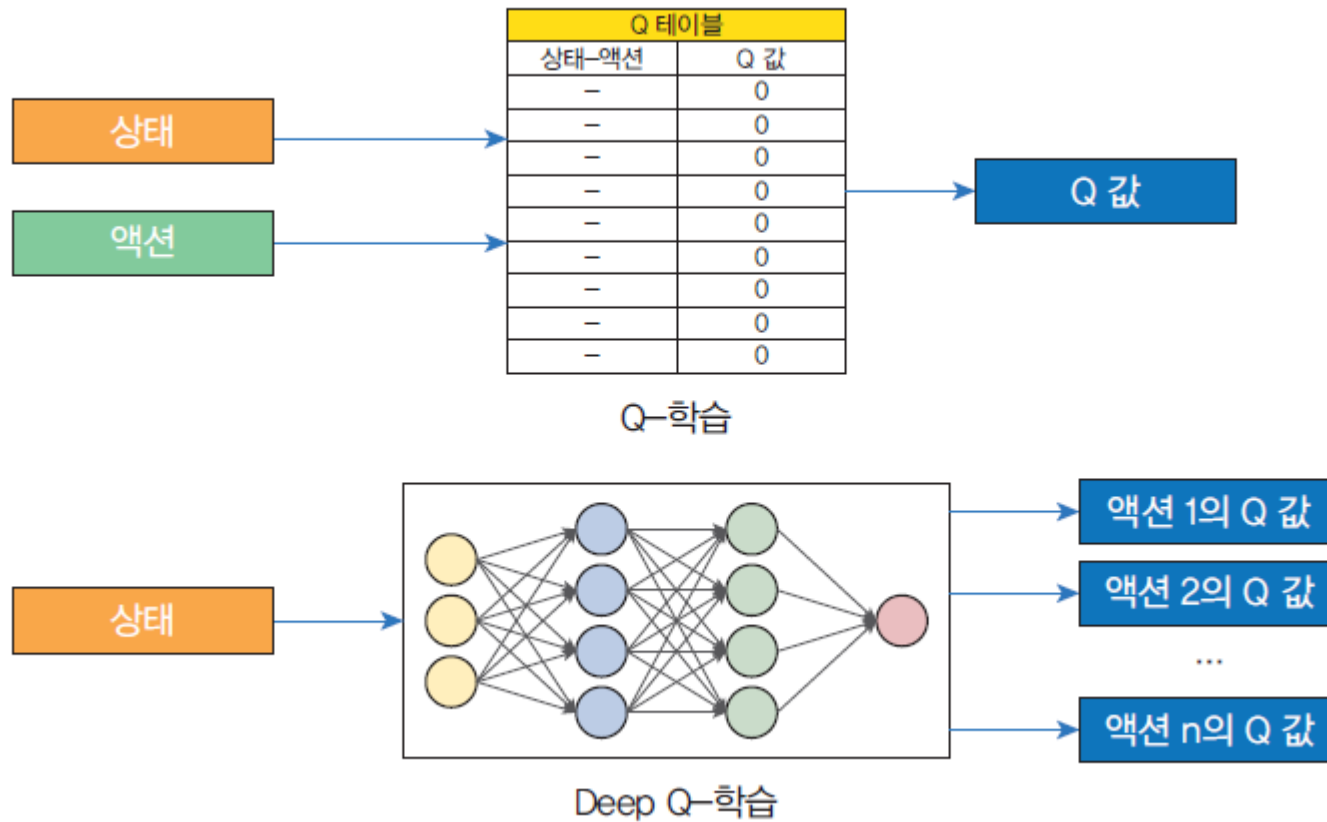 Q 테이블
상태-액션 Q 값
- 0
- 0
- 0
- 0
- 0
- 0
- 0
- 0
- 0
상태
액션
Q 값
Q-학습
상태
액션 1의 Q 값
액션 2의 Q 값
...
액션 n의 Q 값
Deep Q-학습